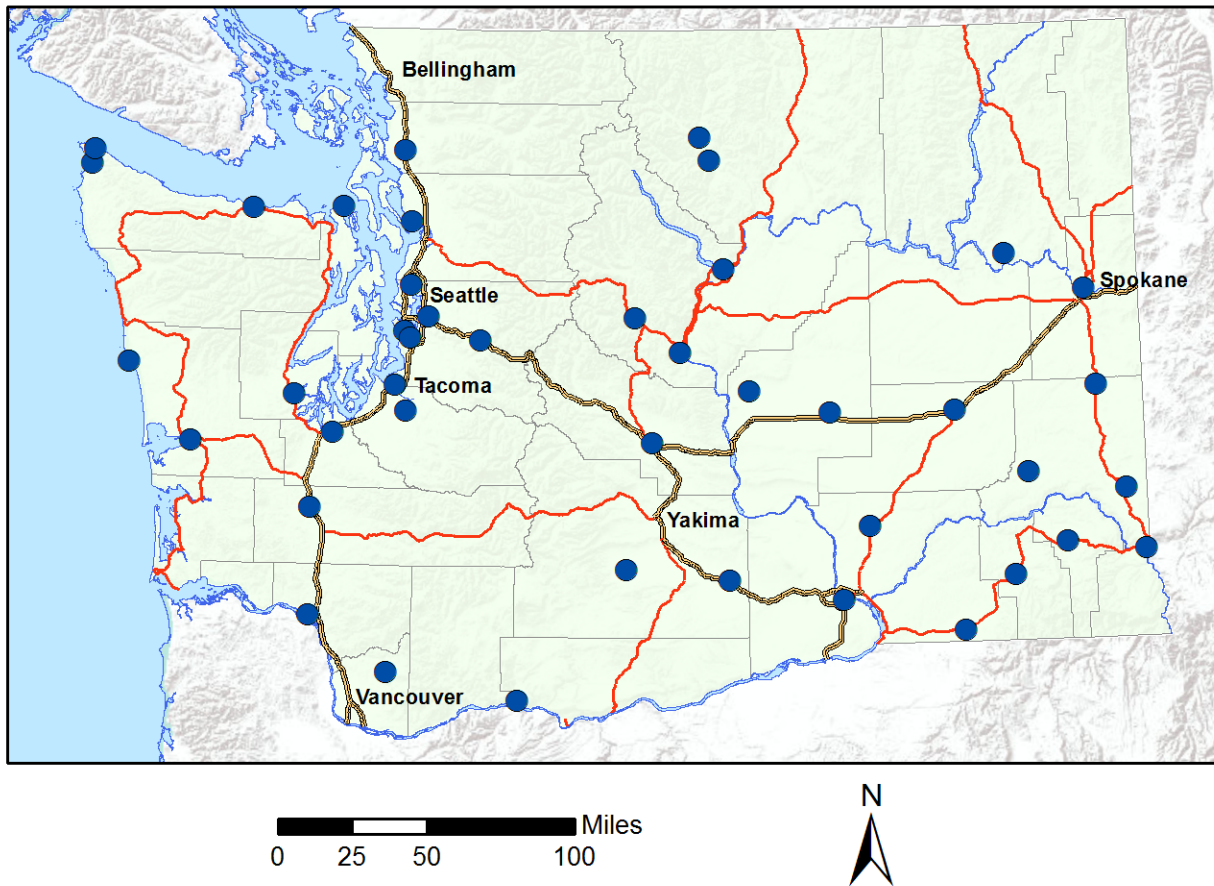 Bellingham
Seattle
Spokane
Tacoma
Yakima
Vancouver
Miles
0 25 50 100
N